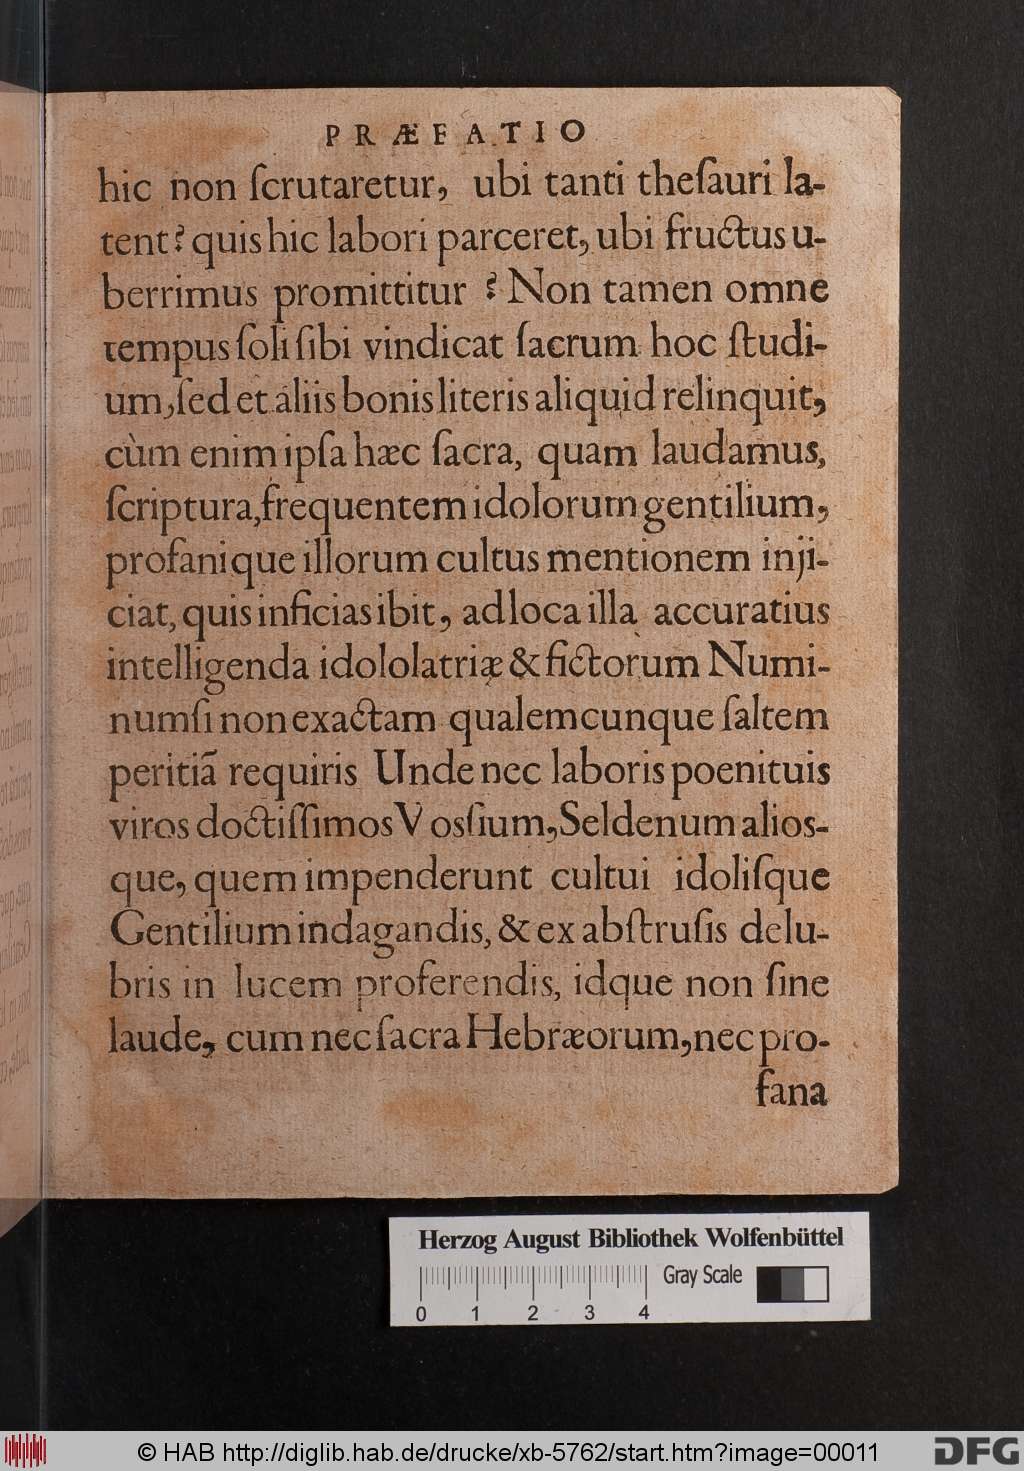 PRÆFATIO
hic non ſcrutaretur, ubi tanti theſauri la-
tent? quis hic labori parceret, ubi fructus u-
berrimus promittitur ? Non tamen omne
tempus ſoli ſibi vindicat ſacrum hoc ſtudi-
um, ſed et aliis bonis literis aliquid relinquit,
cùm enim ipſa hæc ſacra, quam laudamus,
ſcriptura, frequentem idolorum gentilium,
profanique illorum cultus mentionem inji-
ciat, quis inficias ibit, ad loca illa accuratius
intelligenda idololatriæ & fictorum Numi-
num ſi non exactam qualemcunque ſaltem
peritiā requiris Unde nec laboris poenituis
viros doctiſſimos Voſſium, Seldenum alios-
que, quem impenderunt cultui idoliſque
Gentilium indagandis, & ex abſtruſis delu-
bris in lucem proferendis, idque non ſine
laude, cum nec ſacra Hebræorum, nec pro-
fana
Herzog August Bibliothek Wolfenbüttel
Gray Scale
0 1 2 3 4
© HAB http://diglib.hab.de/drucke/xb-5762/start.htm?image=00011
DFG